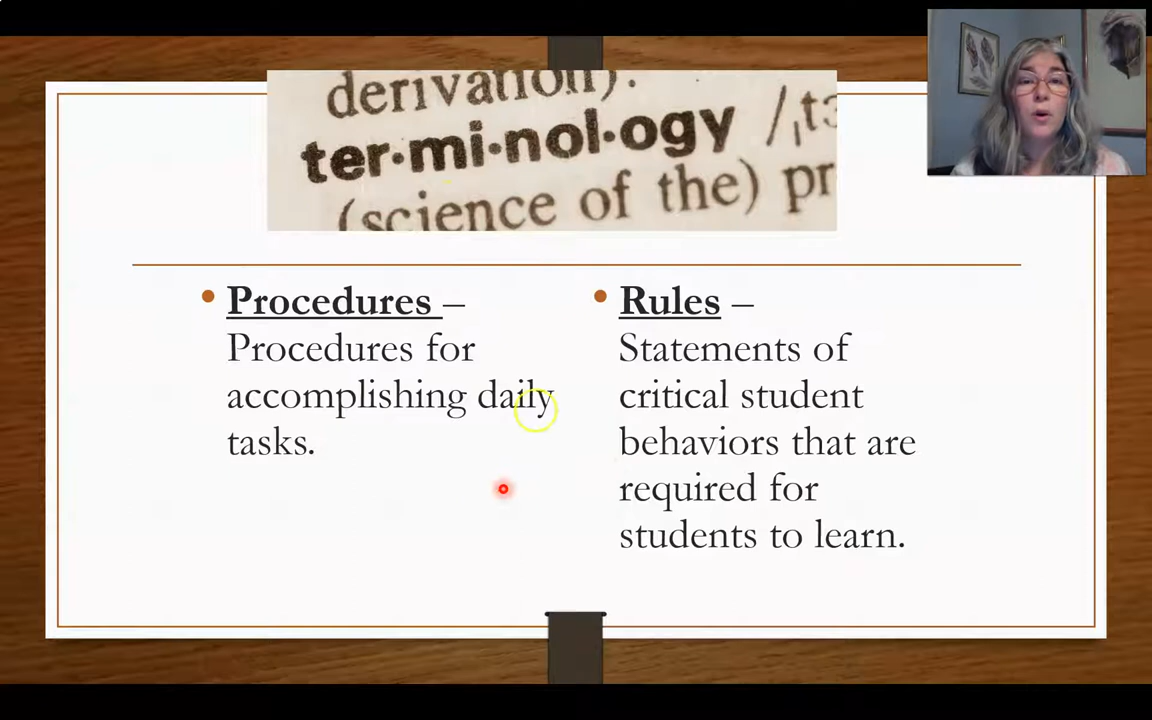 derivation).
ter·mi·nol·ogy /ˌtɜ
(science of the) pr
• Procedures –
Procedures for
accomplishing daily
tasks.
• Rules –
Statements of
critical student
behaviors that are
required for
students to learn.